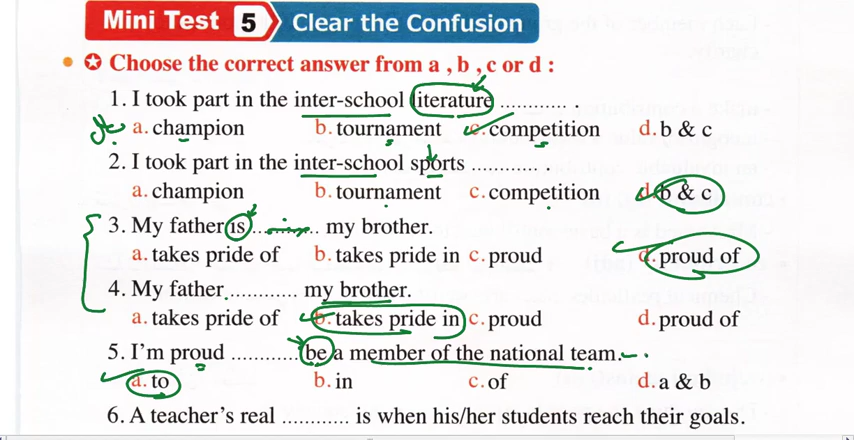 Mini Test 5 Clear the Confusion
Choose the correct answer from a , b , c or d :
1. I took part in the inter-school literature ............ .
a. champion b. tournament c. competition d. b & c
2. I took part in the inter-school sports ............ .
a. champion b. tournament c. competition d. b & c
3. My father is ............ my brother.
a. takes pride of b. takes pride in c. proud d. proud of
4. My father ............ my brother.
a. takes pride of b. takes pride in c. proud d. proud of
5. I'm proud ............ be a member of the national team.
a. to b. in c. of d. a & b
6. A teacher's real ............ is when his/her students reach their goals.